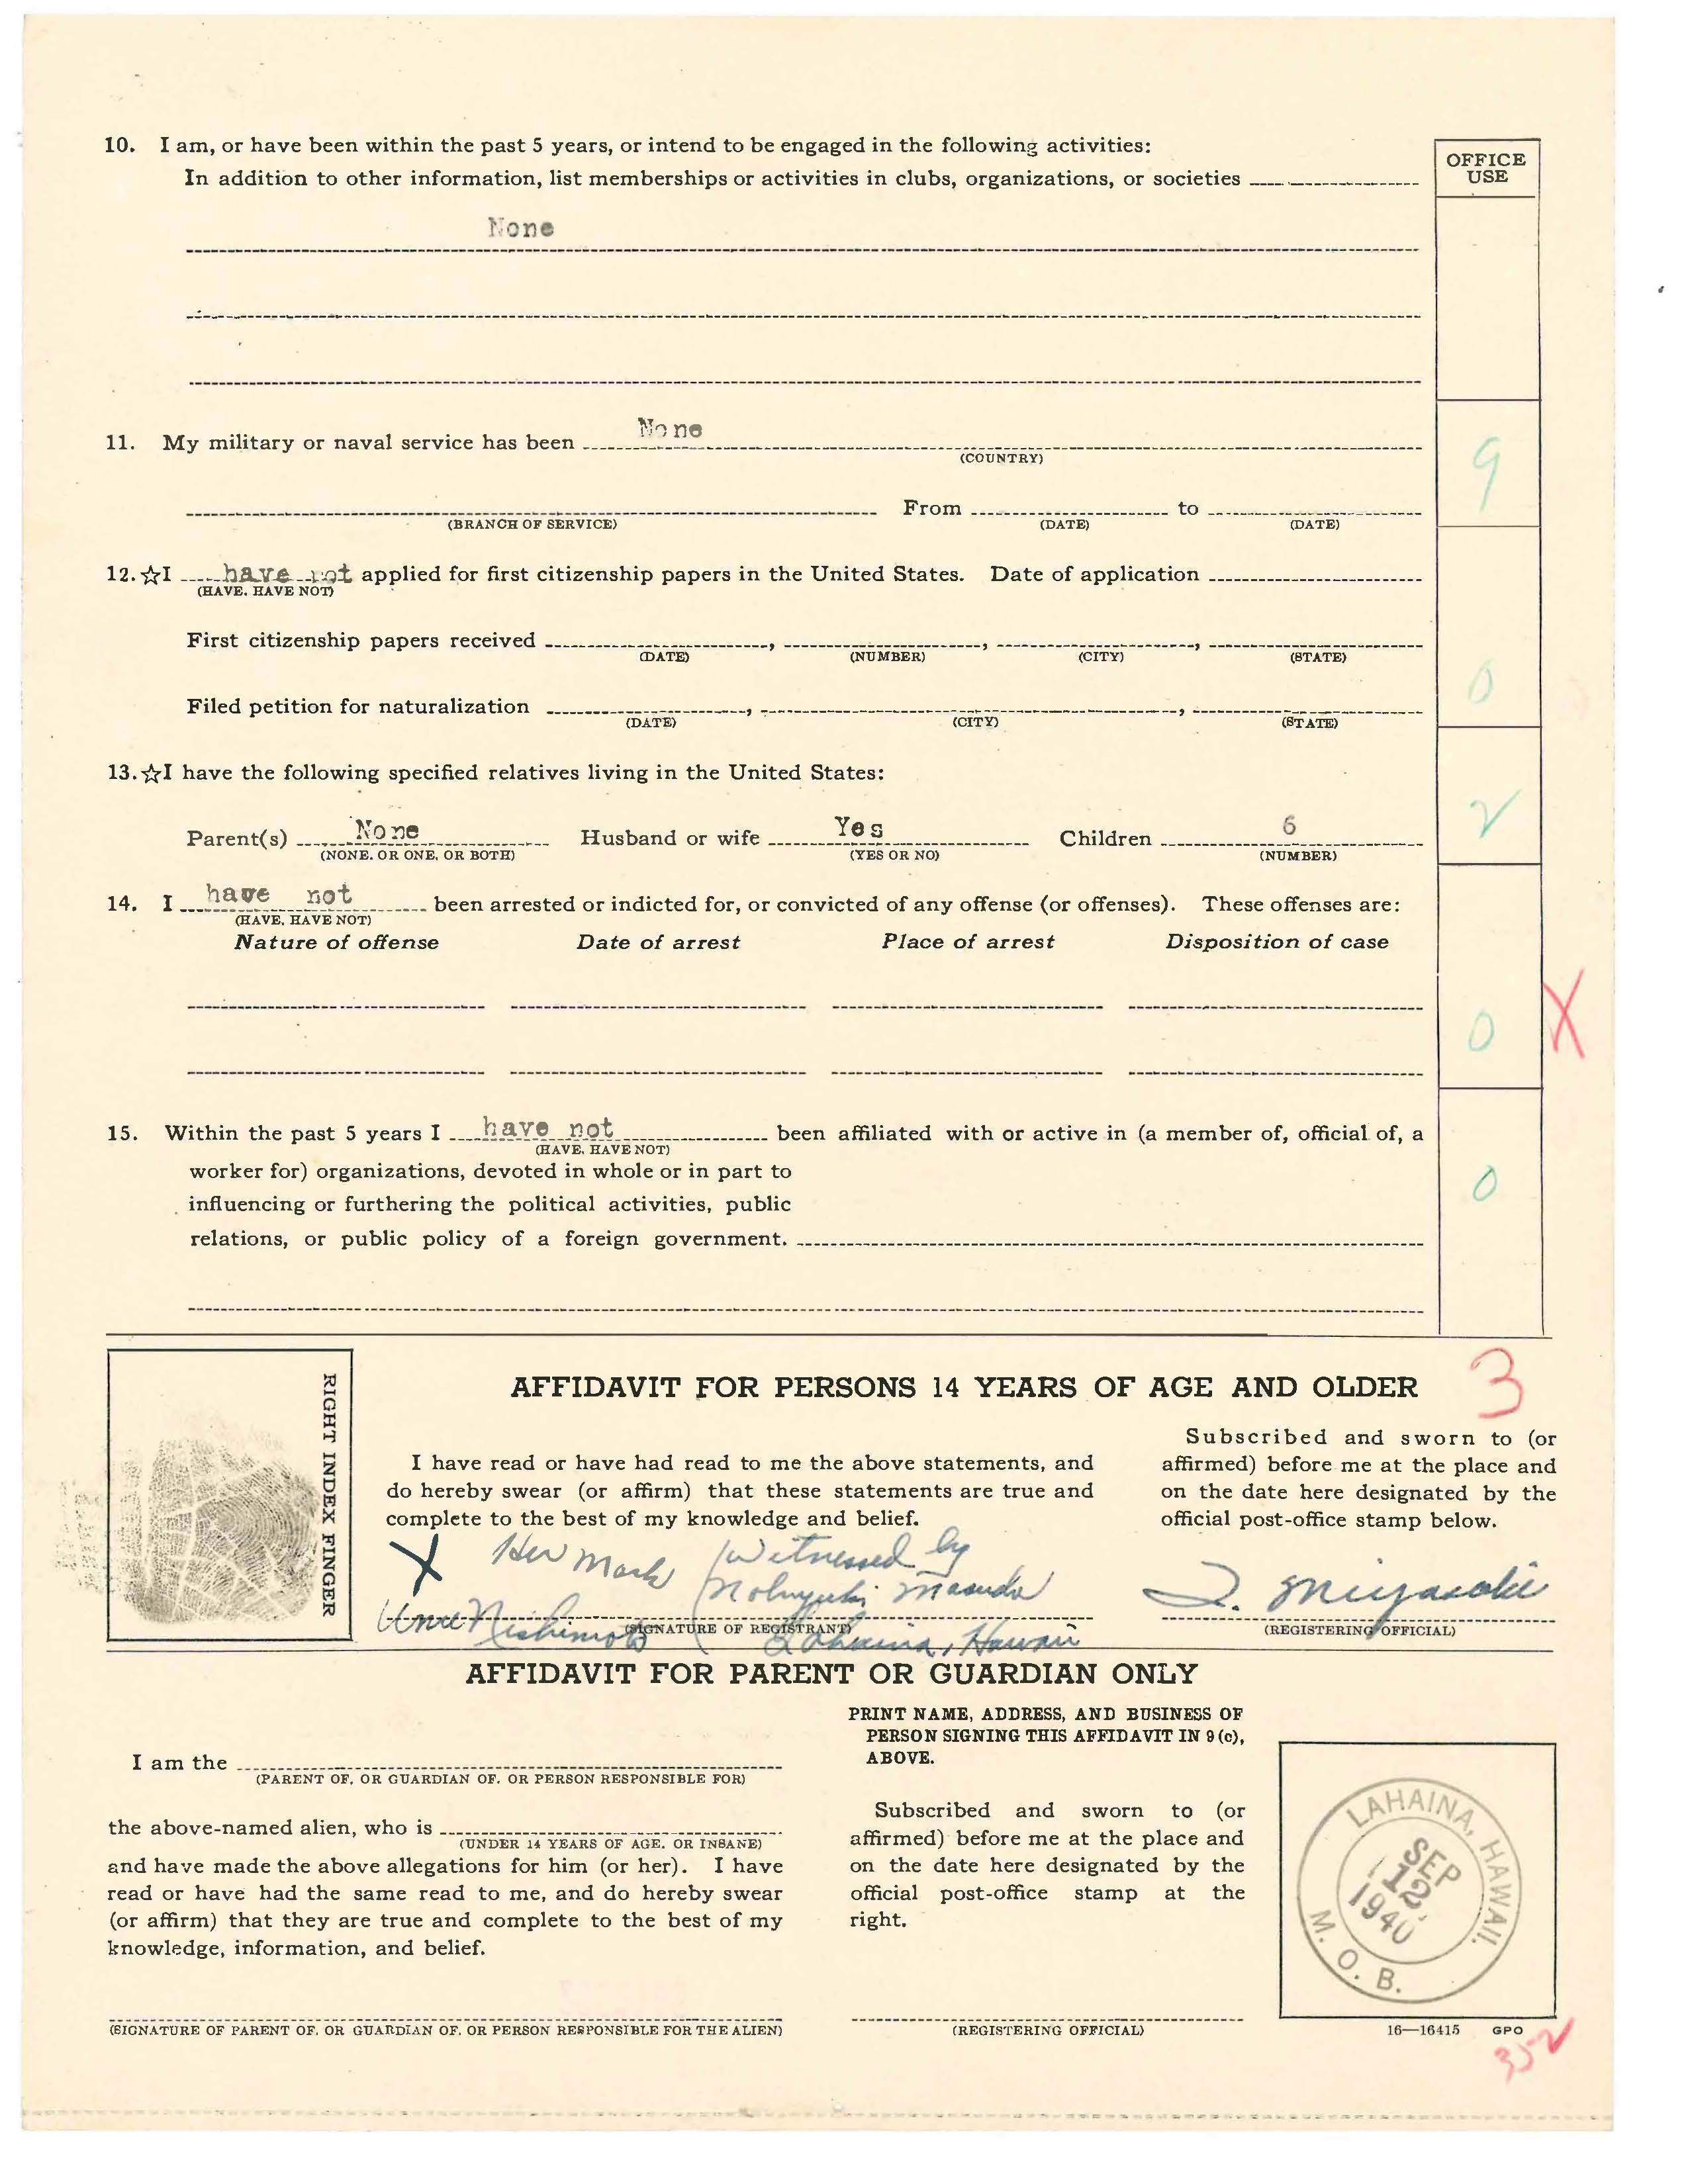 10. I am, or have been within the past 5 years, or intend to be engaged in the following activities:
In addition to other information, list memberships or activities in clubs, organizations, or societies
OFFICE
USE
None
11. My military or naval service has been None
(COUNTRY)
9
From to
(BRANCH OF SERVICE) (DATE) (DATE)
12. ☆I have not applied for first citizenship papers in the United States. Date of application
(HAVE, HAVE NOT)
First citizenship papers received , , ,
(DATE) (NUMBER) (CITY) (STATE)
0
Filed petition for naturalization , ,
(DATE) (CITY) (STATE)
13. ☆I have the following specified relatives living in the United States:
Parent(s) None Husband or wife Yes Children 6
(NONE, OR ONE, OR BOTH) (YES OR NO) (NUMBER)
14. I have not been arrested or indicted for, or convicted of any offense (or offenses). These offenses are:
(HAVE, HAVE NOT)
Nature of offense Date of arrest Place of arrest Disposition of case
0 X
15. Within the past 5 years I have not been affiliated with or active in (a member of, official of, a
(HAVE, HAVE NOT)
worker for) organizations, devoted in whole or in part to
influencing or furthering the political activities, public
relations, or public policy of a foreign government.
0
RIGHT INDEX FINGER
AFFIDAVIT FOR PERSONS 14 YEARS OF AGE AND OLDER
3
I have read or have had read to me the above statements, and
do hereby swear (or affirm) that these statements are true and
complete to the best of my knowledge and belief.
Subscribed and sworn to (or
affirmed) before me at the place and
on the date here designated by the
official post-office stamp below.
X Her Mark
Witnessed by
Masuda
Nishimoto
Lahaina, Hawaii
(SIGNATURE OF REGISTRANT)
Miyasaki
(REGISTERING OFFICIAL)
AFFIDAVIT FOR PARENT OR GUARDIAN ONLY
I am the
(PARENT OF, OR GUARDIAN OF, OR PERSON RESPONSIBLE FOR)
the above-named alien, who is
(UNDER 14 YEARS OF AGE, OR INSANE)
and have made the above allegations for him (or her). I have
read or have had the same read to me, and do hereby swear
(or affirm) that they are true and complete to the best of my
knowledge, information, and belief.
(SIGNATURE OF PARENT OF, OR GUARDIAN OF, OR PERSON RESPONSIBLE FOR THE ALIEN)
PRINT NAME, ADDRESS, AND BUSINESS OF
PERSON SIGNING THIS AFFIDAVIT IN 9 (c),
ABOVE.
Subscribed and sworn to (or
affirmed) before me at the place and
on the date here designated by the
official post-office stamp at the
right.
(REGISTERING OFFICIAL)
LAHAINA, HAWAII.
SEP
12
1940
M. O. B.
16—16415 GPO
352